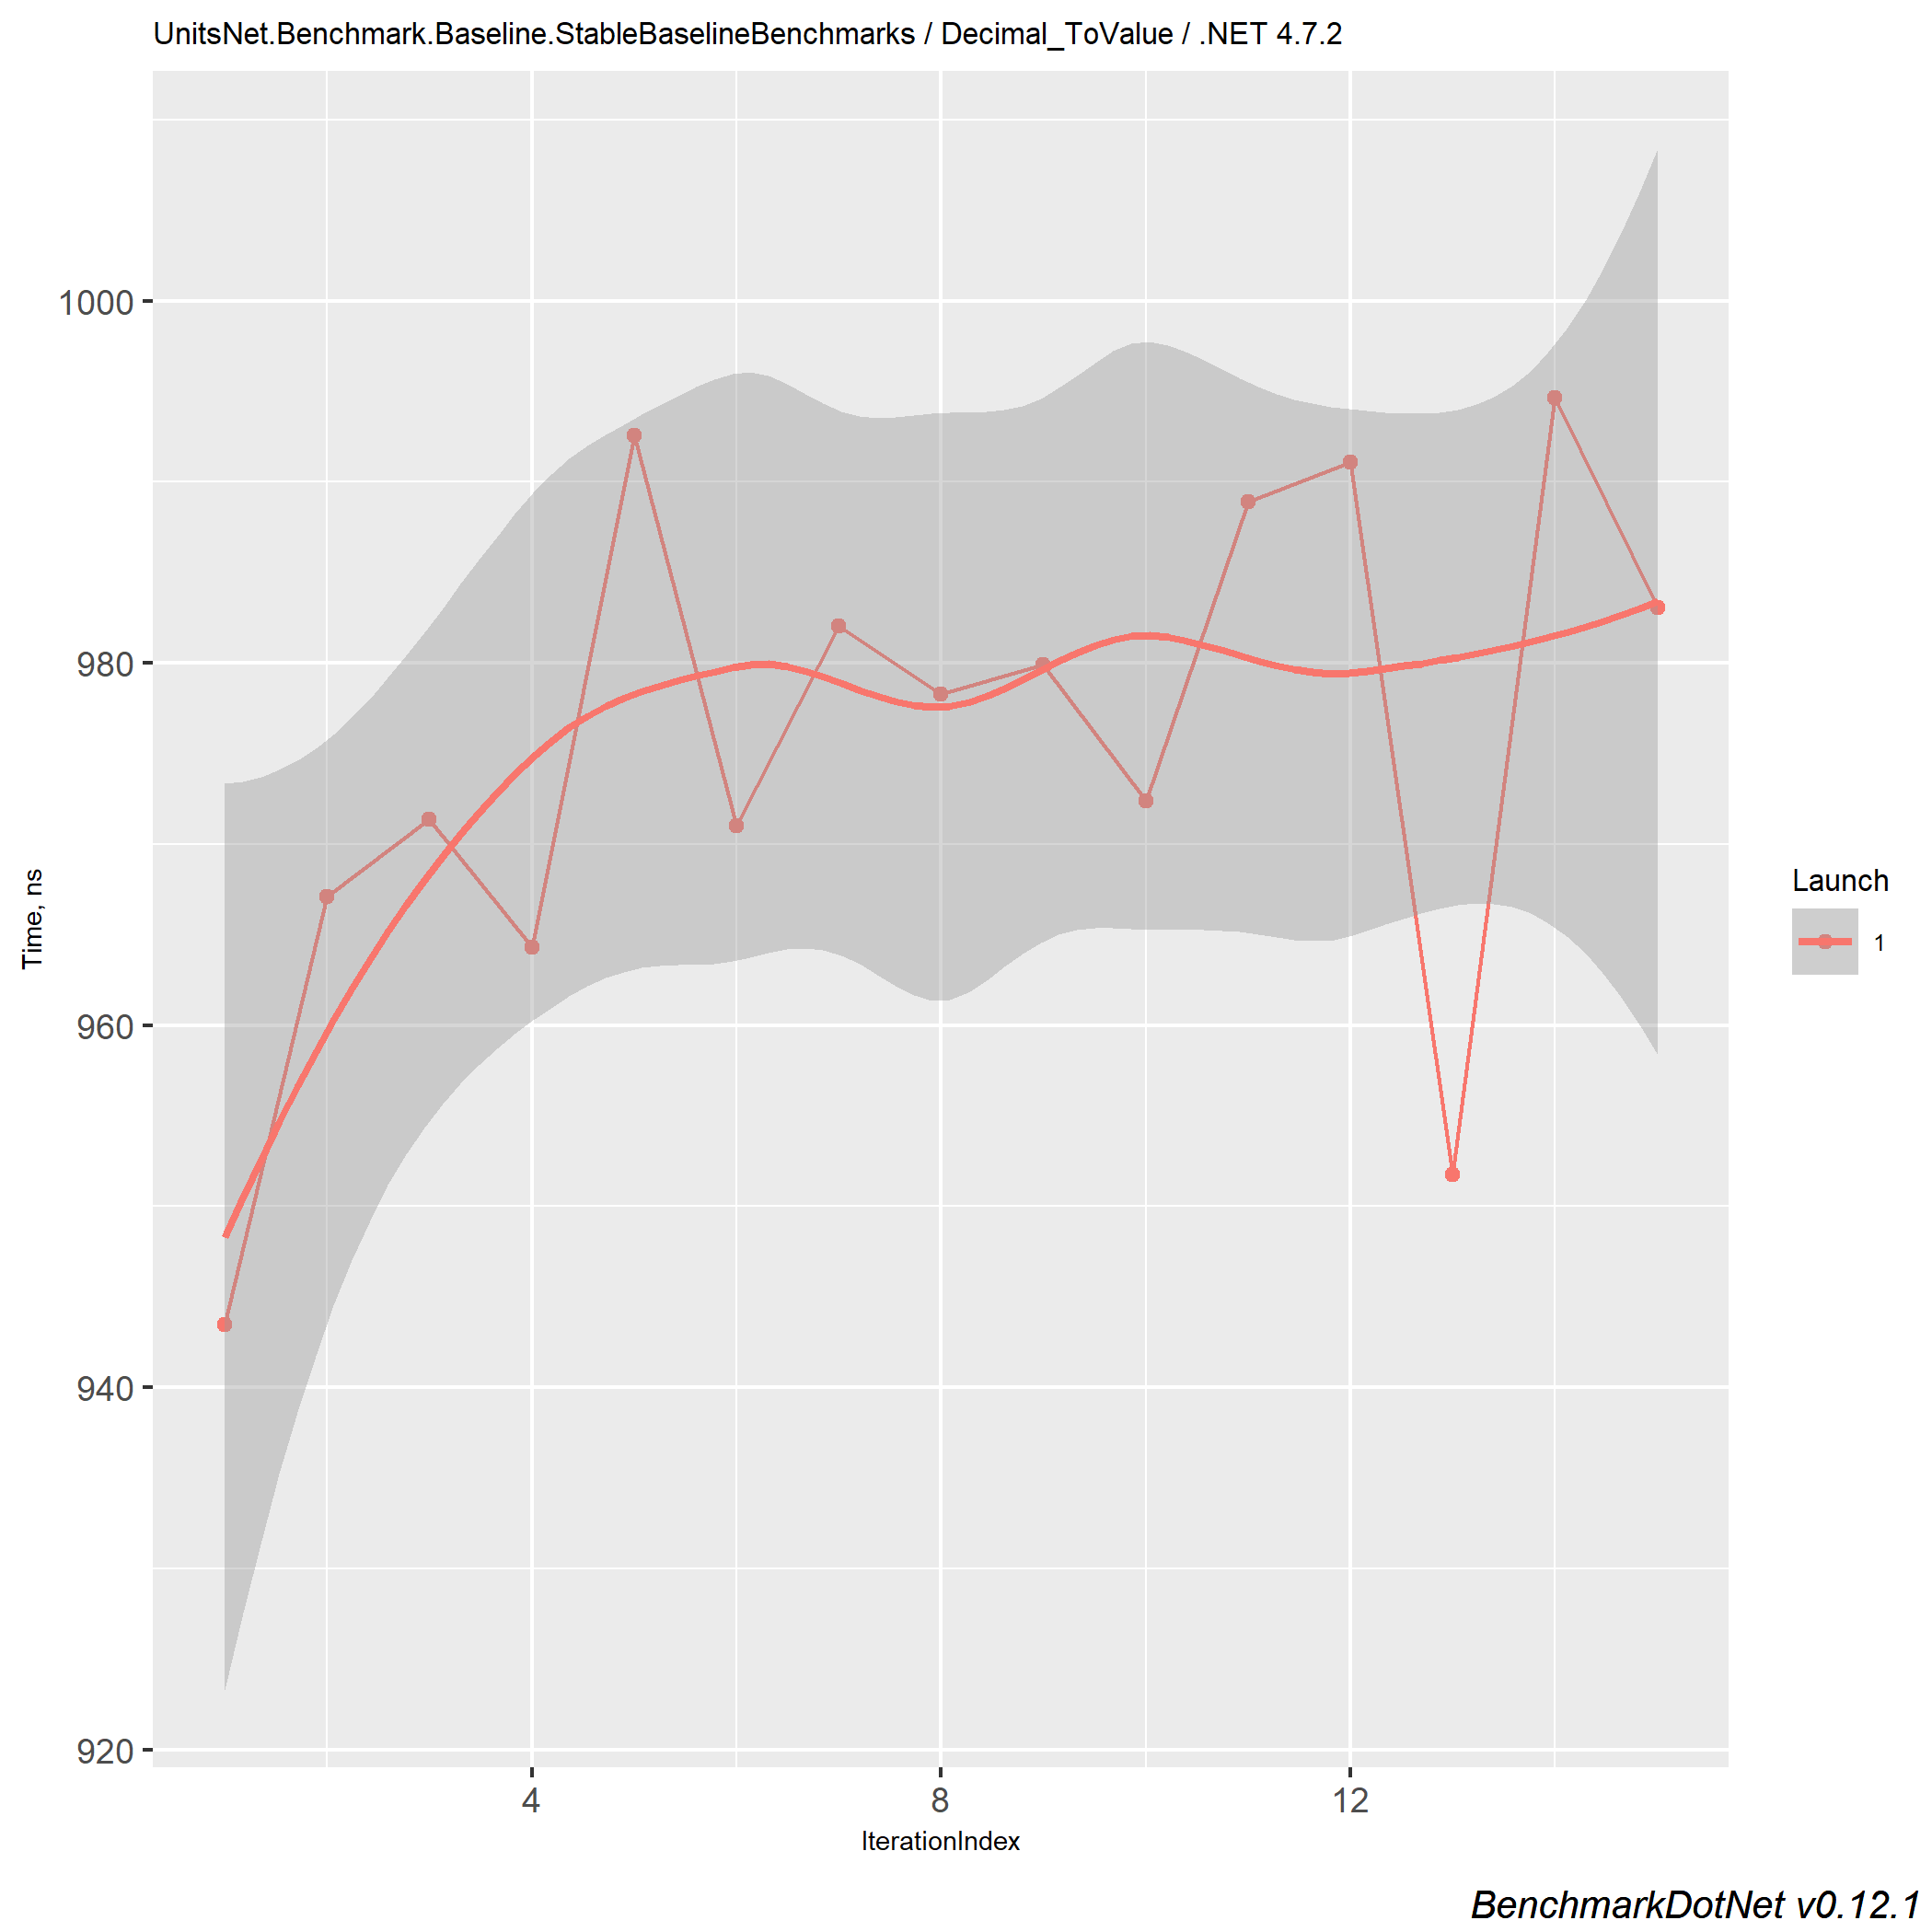 UnitsNet.Benchmark.Baseline.StableBaselineBenchmarks / Decimal_ToValue / .NET 4.7.2
1000
980
960
940
920
Time, ns
4
8
12
IterationIndex
Launch
1
BenchmarkDotNet v0.12.1